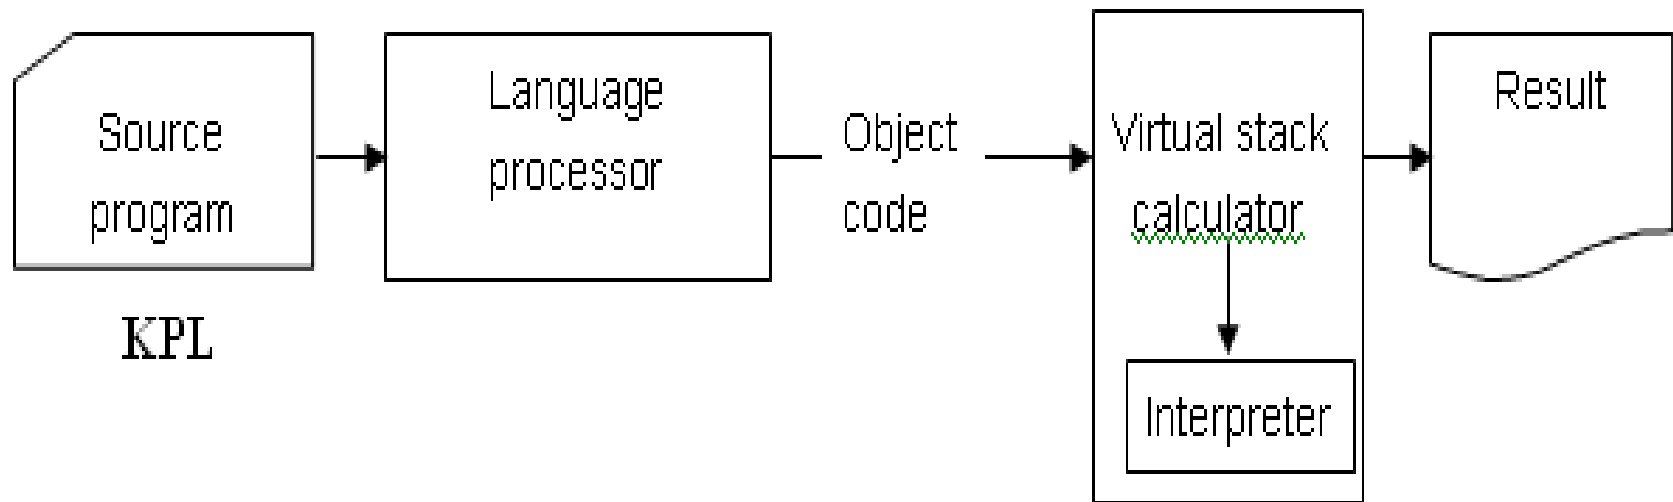 Source
program
KPL
Language
processor
Object
code
Virtual stack
calculator
Interpreter
Result